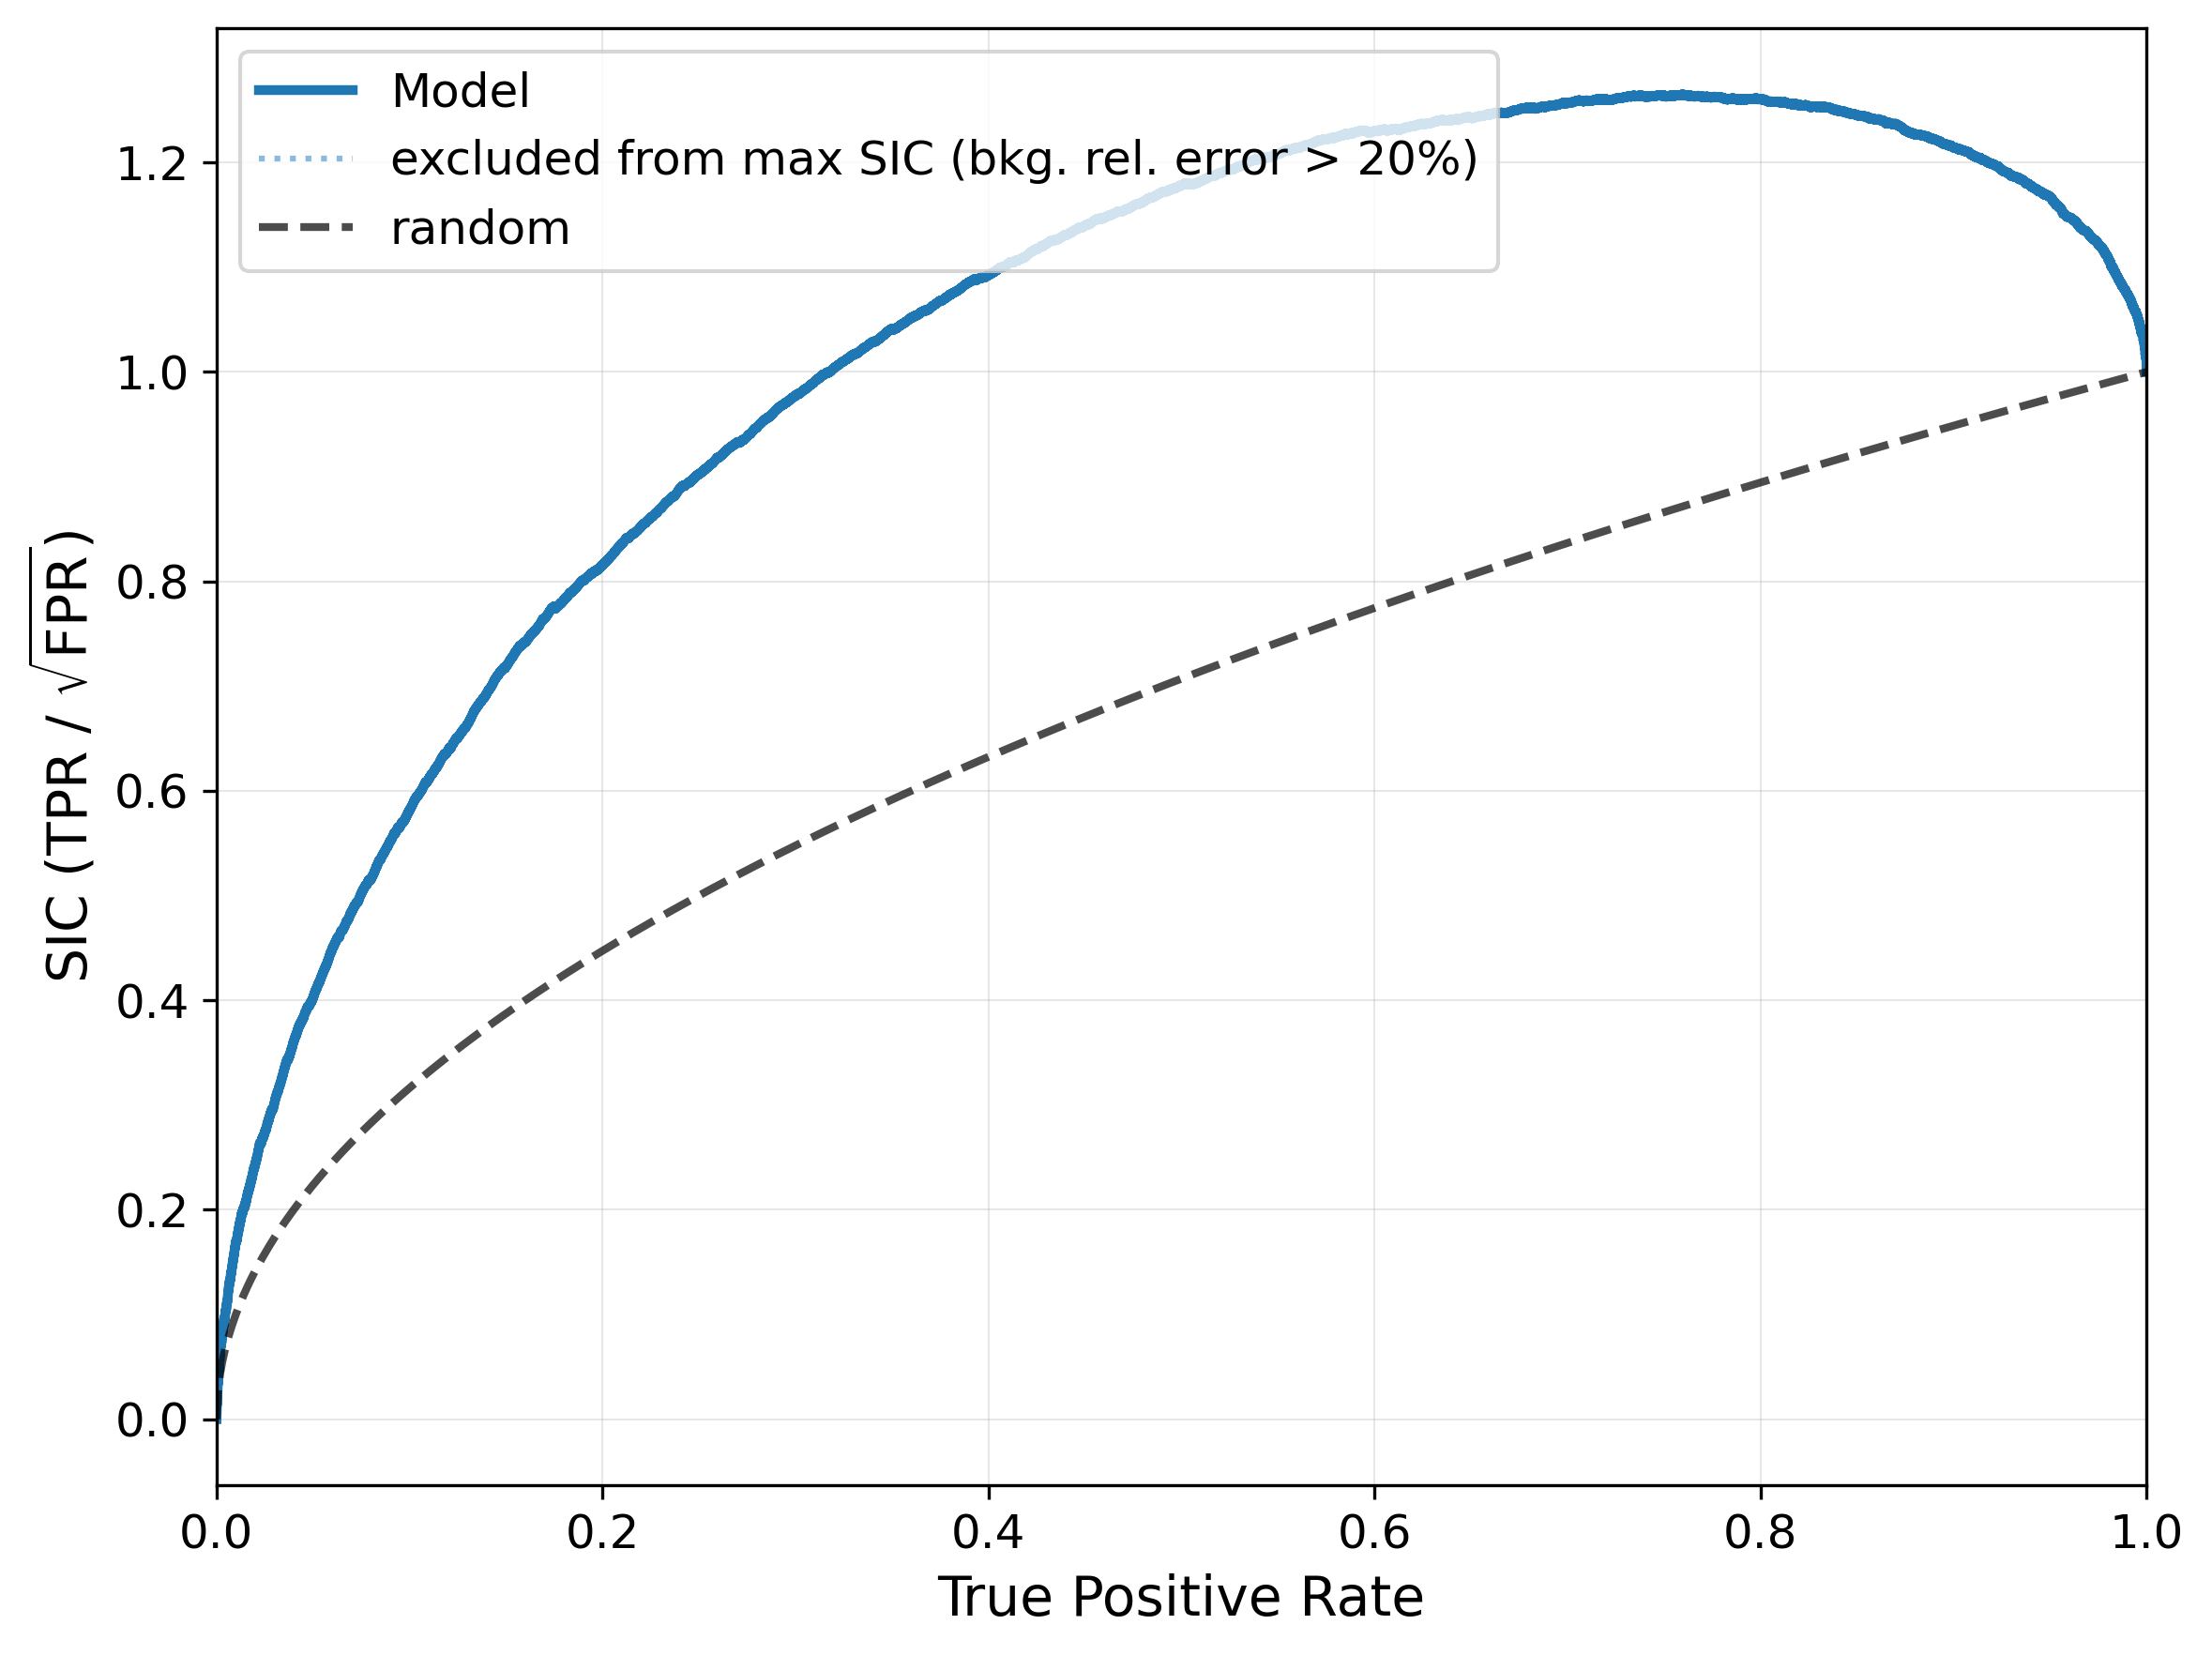 Model
excluded from max SIC (bkg. rel. error > 20%)
random
SIC (TPR / √FPR)
1.2
1.0
0.8
0.6
0.4
0.2
0.0
0.0 0.2 0.4 0.6 0.8 1.0
True Positive Rate